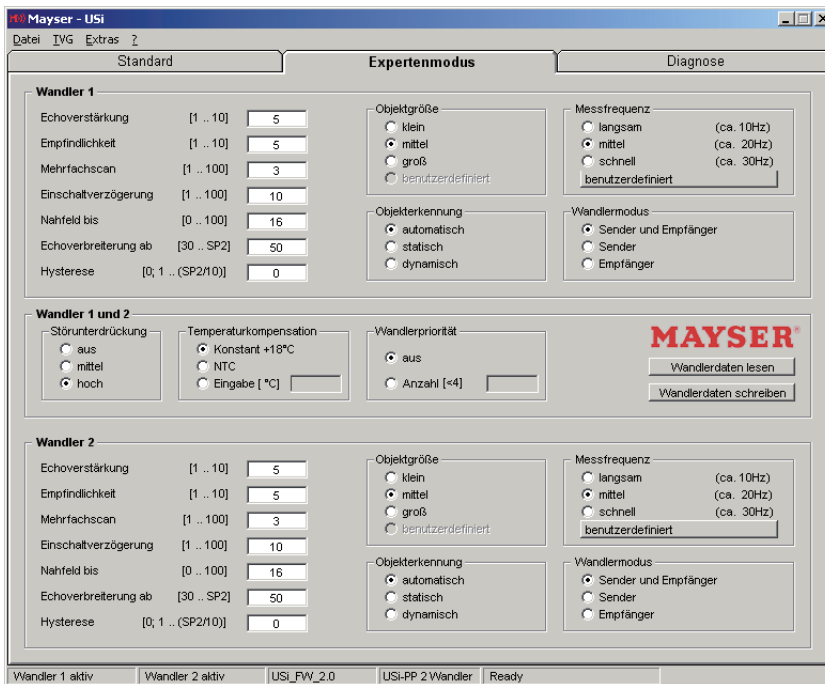 Mayser - USi
Datei TVG Extras ?
Standard Expertenmodus Diagnose
Wandler 1
Echoverstärkung [1 .. 10] 5
Empfindlichkeit [1 .. 10] 5
Mehrfachscan [1 .. 100] 3
Einschaltverzögerung [1 .. 100] 10
Nahfeld bis [0 .. 100] 16
Echoverbreiterung ab [30 .. SP2] 50
Hysterese [0; 1 .. (SP2/10)] 0
Objektgröße
klein
mittel
groß
benutzerdefiniert
Messfrequenz
langsam (ca. 10Hz)
mittel (ca. 20Hz)
schnell (ca. 30Hz)
benutzerdefiniert
Objekterkennung
automatisch
statisch
dynamisch
Wandlermodus
Sender und Empfänger
Sender
Empfänger
Wandler 1 und 2
Störunterdrückung
aus
mittel
hoch
Temperaturkompensation
Konstant +18°C
NTC
Eingabe [ °C]
Wandlerpriorität
aus
Anzahl [<4]
MAYSER®
Wandlerdaten lesen
Wandlerdaten schreiben
Wandler 2
Echoverstärkung [1 .. 10] 5
Empfindlichkeit [1 .. 10] 5
Mehrfachscan [1 .. 100] 3
Einschaltverzögerung [1 .. 100] 10
Nahfeld bis [0 .. 100] 16
Echoverbreiterung ab [30 .. SP2] 50
Hysterese [0; 1 .. (SP2/10)] 0
Objektgröße
klein
mittel
groß
benutzerdefiniert
Messfrequenz
langsam (ca. 10Hz)
mittel (ca. 20Hz)
schnell (ca. 30Hz)
benutzerdefiniert
Objekterkennung
automatisch
statisch
dynamisch
Wandlermodus
Sender und Empfänger
Sender
Empfänger
Wandler 1 aktiv Wandler 2 aktiv USi_FW_2.0 USi-PP 2 Wandler Ready